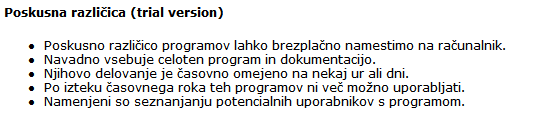 Poskusna različica (trial version)
• Poskusno različico programov lahko brezplačno namestimo na računalnik.
• Navadno vsebuje celoten program in dokumentacijo.
• Njihovo delovanje je časovno omejeno na nekaj ur ali dni.
• Po izteku časovnega roka teh programov ni več možno uporabljati.
• Namenjeni so seznanjanju potencialnih uporabnikov s programom.